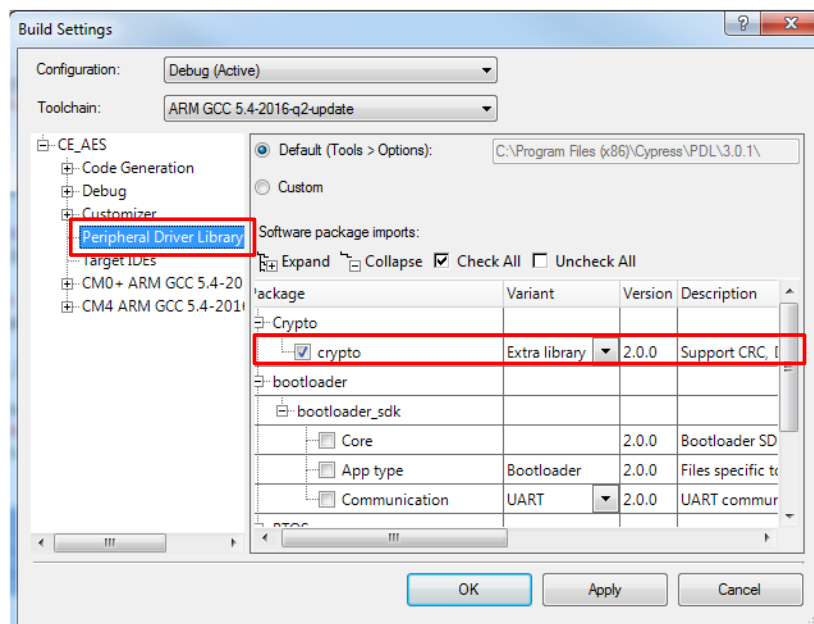 Build Settings
Configuration: Debug (Active)
Toolchain: ARM GCC 5.4-2016-q2-update
CE_AES
Code Generation
Debug
Customizer
Peripheral Driver Library
Target IDEs
CM0+ ARM GCC 5.4-20
CM4 ARM GCC 5.4-201
Default (Tools > Options): C:\Program Files (x86)\Cypress\PDL\3.0.1\
Custom
Software package imports:
Expand Collapse Check All Uncheck All
Package Variant Version Description
Crypto
crypto Extra library 2.0.0 Support CRC,
bootloader
bootloader_sdk
Core 2.0.0 Bootloader SD
App type Bootloader 2.0.0 Files specific to
Communication UART 2.0.0 UART commun
OK Apply Cancel